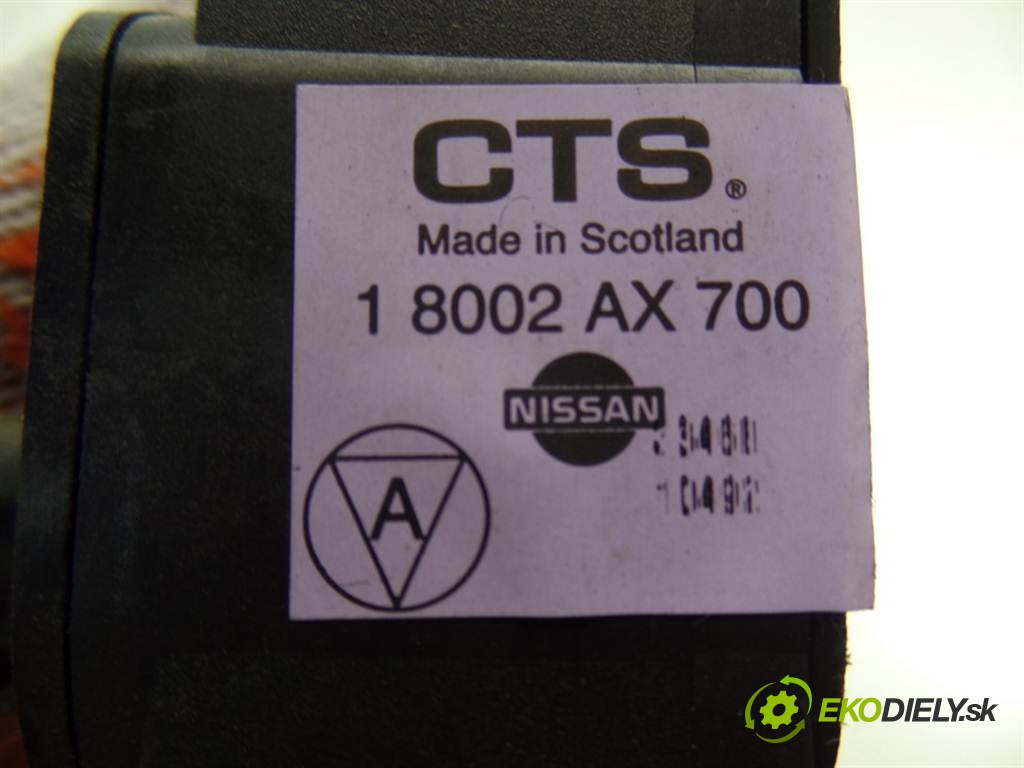 CTS®
Made in Scotland
1 8002 AX 700
NISSAN
A
EKODIELY.sk